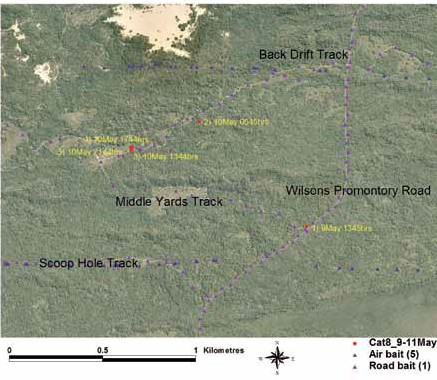 Back Drift Track
2) 10May 0545hrs
4) 10May 1744hrs
5) 10May 2144hrs
3) 10May 1344hrs
Wilsons Promontory Road
Middle Yards Track
1) 9May 1345hrs
Scoop Hole Track
0 0.5 1 Kilometres
N
Cat8_9-11May
Air bait (5)
Road bait (1)